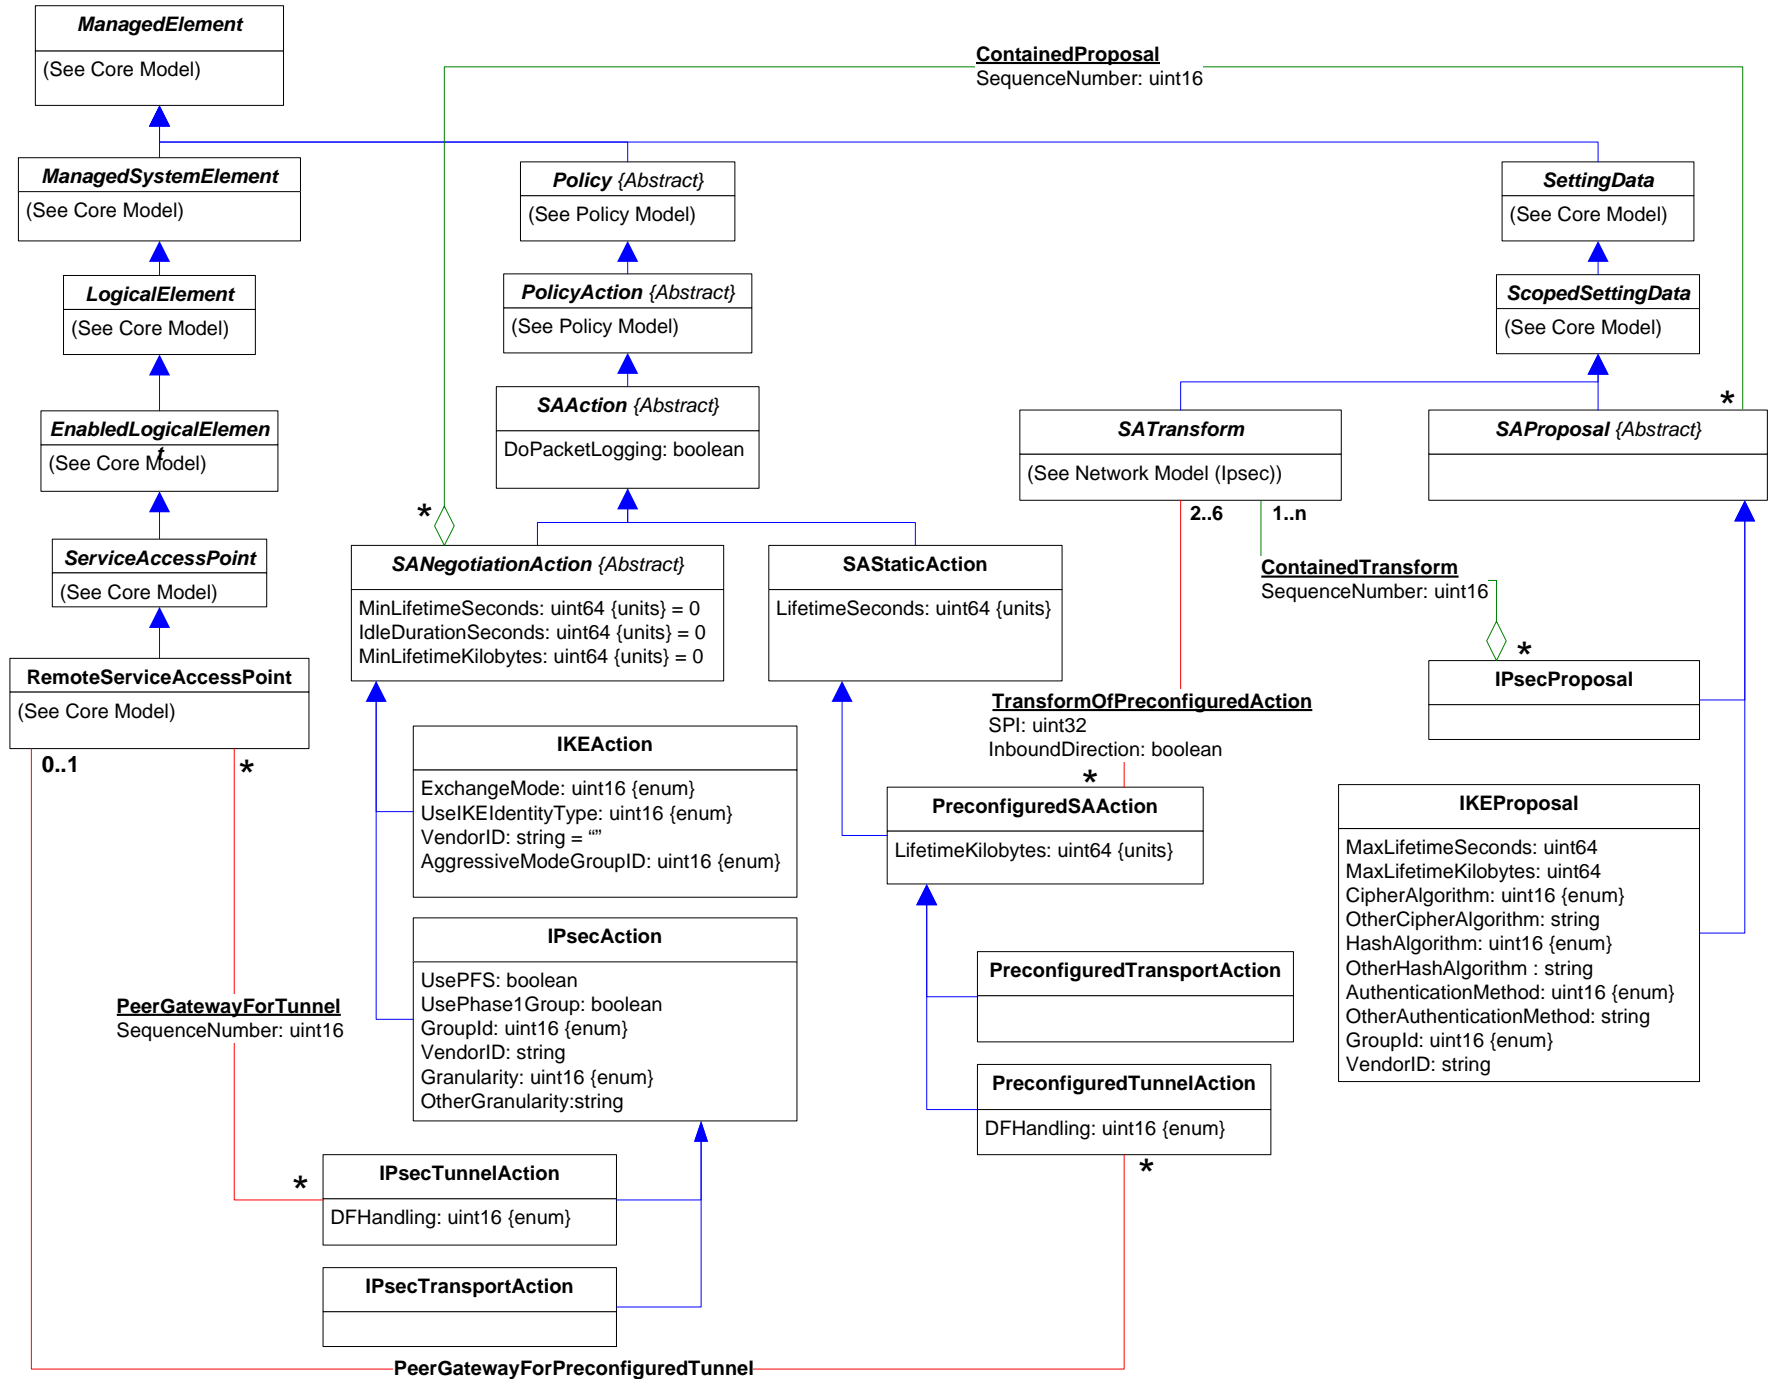 ManagedElement
(See Core Model)
ContainedProposal
SequenceNumber: uint16
ManagedSystemElement
(See Core Model)
Policy {Abstract}
(See Policy Model)
SettingData
(See Core Model)
LogicalElement
(See Core Model)
PolicyAction {Abstract}
(See Policy Model)
ScopedSettingData
(See Core Model)
EnabledLogicalElemen
t
(See Core Model)
SAAction {Abstract}
DoPacketLogging: boolean
SATransform
(See Network Model (Ipsec))
*
SAProposal {Abstract}
2..6
1..n
*
ServiceAccessPoint
(See Core Model)
SANegotiationAction {Abstract}
MinLifetimeSeconds: uint64 {units} = 0
IdleDurationSeconds: uint64 {units} = 0
MinLifetimeKilobytes: uint64 {units} = 0
SAStaticAction
LifetimeSeconds: uint64 {units}
ContainedTransform
SequenceNumber: uint16
*
IPsecProposal
RemoteServiceAccessPoint
(See Core Model)
0..1
*
TransformOfPreconfiguredAction
SPI: uint32
InboundDirection: boolean
*
IKEAction
ExchangeMode: uint16 {enum}
UseIKEIdentityType: uint16 {enum}
VendorID: string = “”
AggressiveModeGroupID: uint16 {enum}
PreconfiguredSAAction
LifetimeKilobytes: uint64 {units}
IKEProposal
MaxLifetimeSeconds: uint64
MaxLifetimeKilobytes: uint64
CipherAlgorithm: uint16 {enum}
OtherCipherAlgorithm: string
HashAlgorithm: uint16 {enum}
OtherHashAlgorithm : string
AuthenticationMethod: uint16 {enum}
OtherAuthenticationMethod: string
GroupId: uint16 {enum}
VendorID: string
IPsecAction
UsePFS: boolean
UsePhase1Group: boolean
GroupId: uint16 {enum}
VendorID: string
Granularity: uint16 {enum}
OtherGranularity:string
PreconfiguredTransportAction
PeerGatewayForTunnel
SequenceNumber: uint16
PreconfiguredTunnelAction
DFHandling: uint16 {enum}
*
*
IPsecTunnelAction
DFHandling: uint16 {enum}
IPsecTransportAction
PeerGatewayForPreconfiguredTunnel